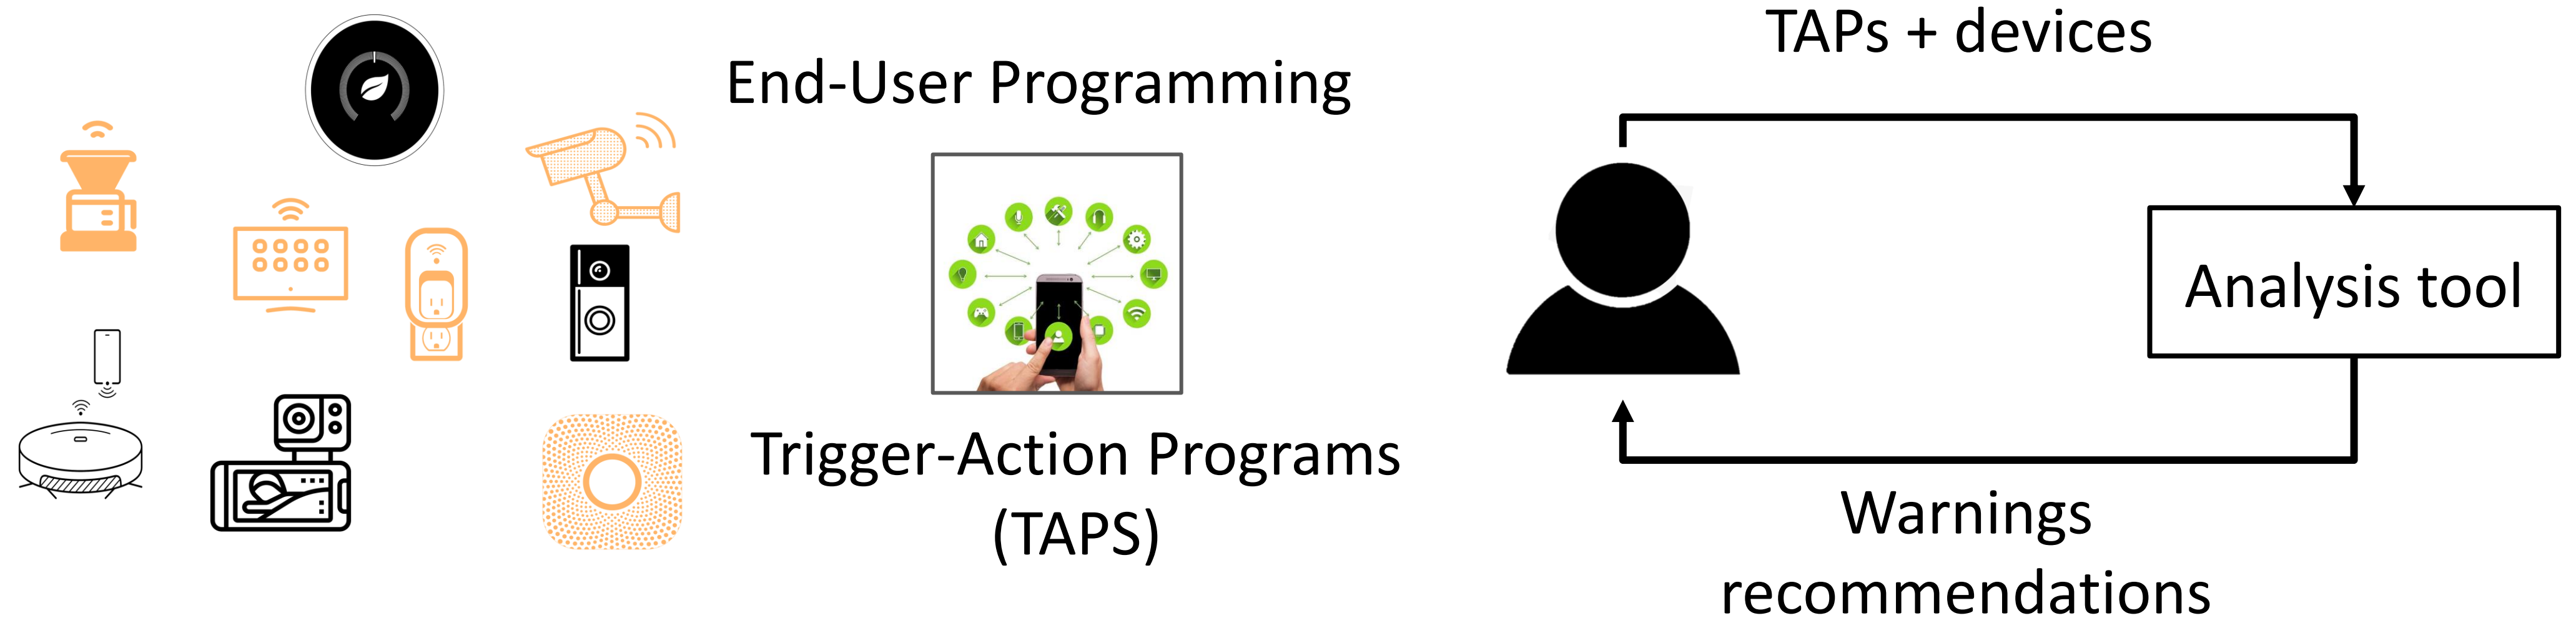 End-User Programming
Trigger-Action Programs
(TAPS)
TAPs + devices
Analysis tool
Warnings
recommendations